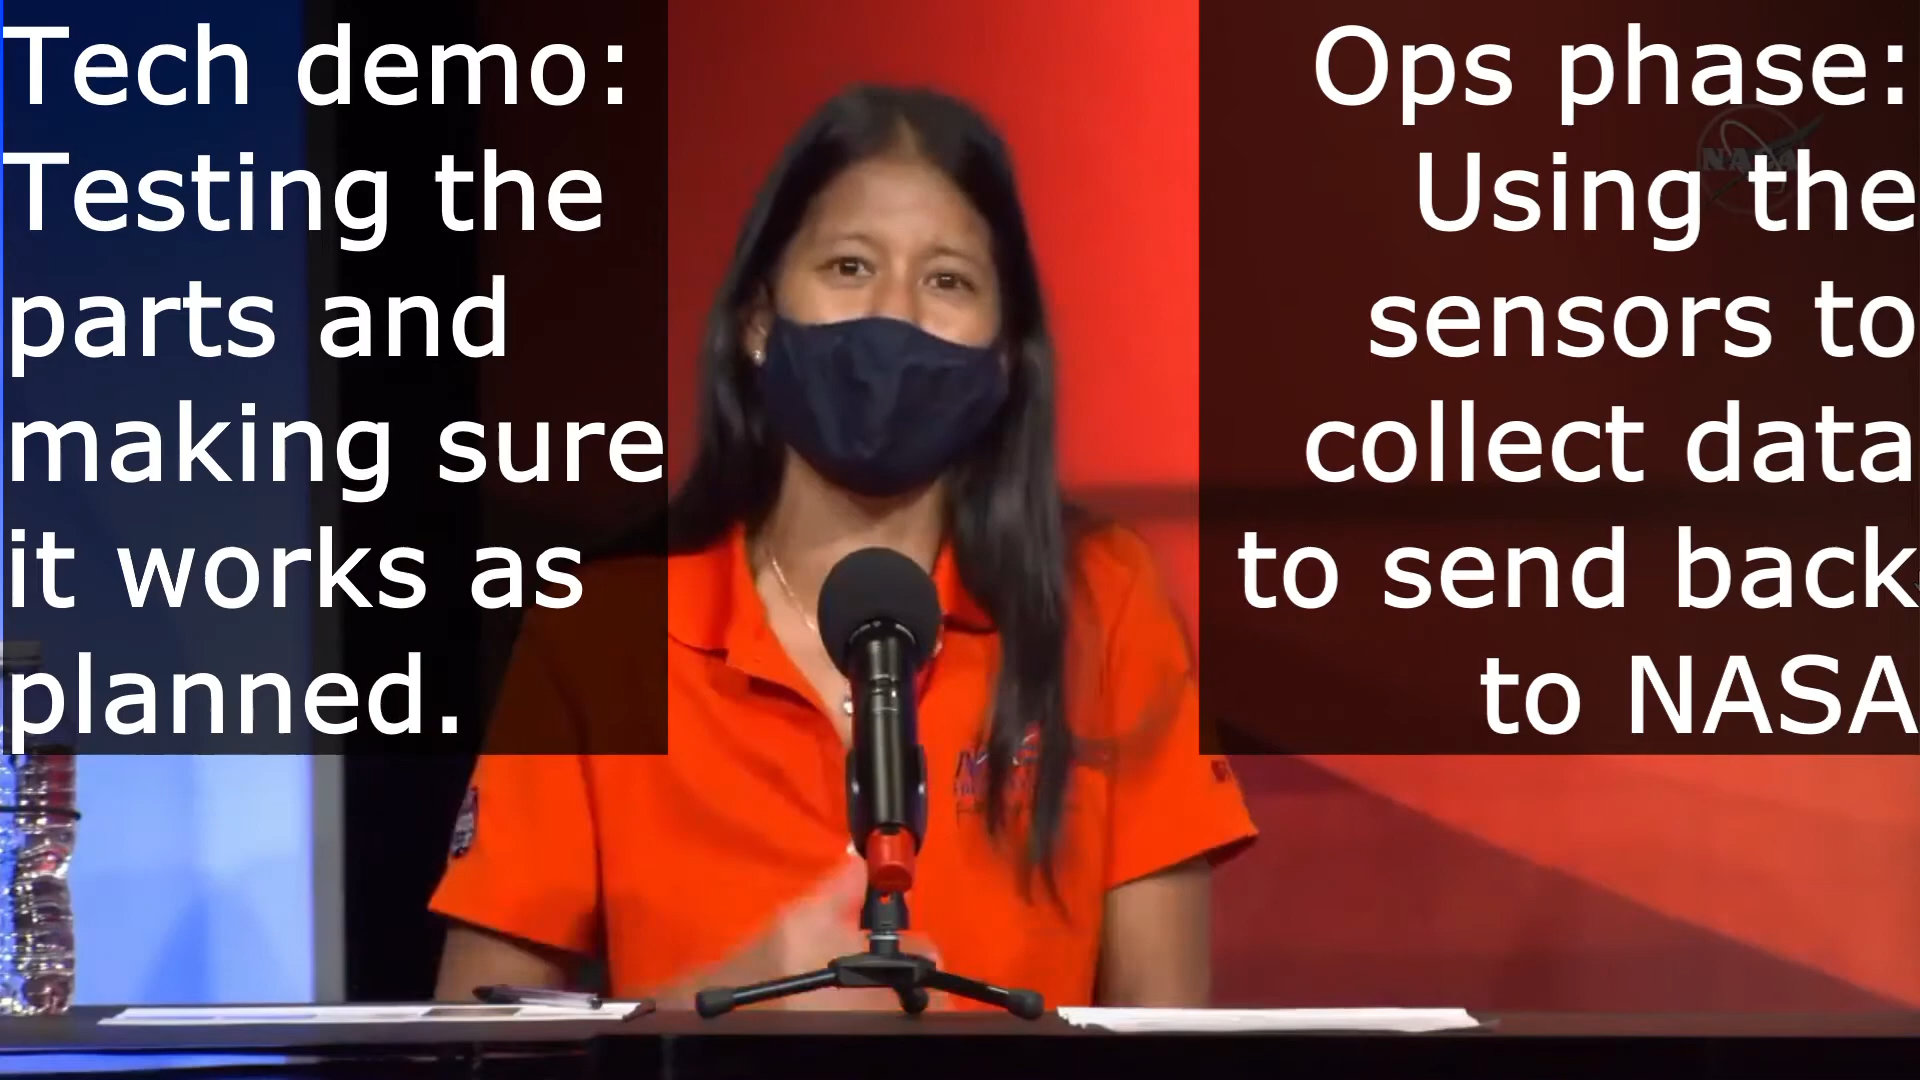 Tech demo:
Testing the
parts and
making sure
it works as
planned.
Ops phase:
Using the
sensors to
collect data
to send back
to NASA
NASA